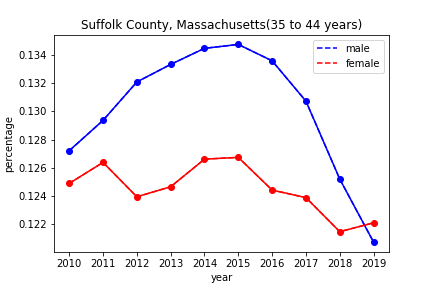 Suffolk County, Massachusetts(35 to 44 years)
male
female
percentage
0.134
0.132
0.130
0.128
0.126
0.124
0.122
2010 2011 2012 2013 2014 2015 2016 2017 2018 2019
year